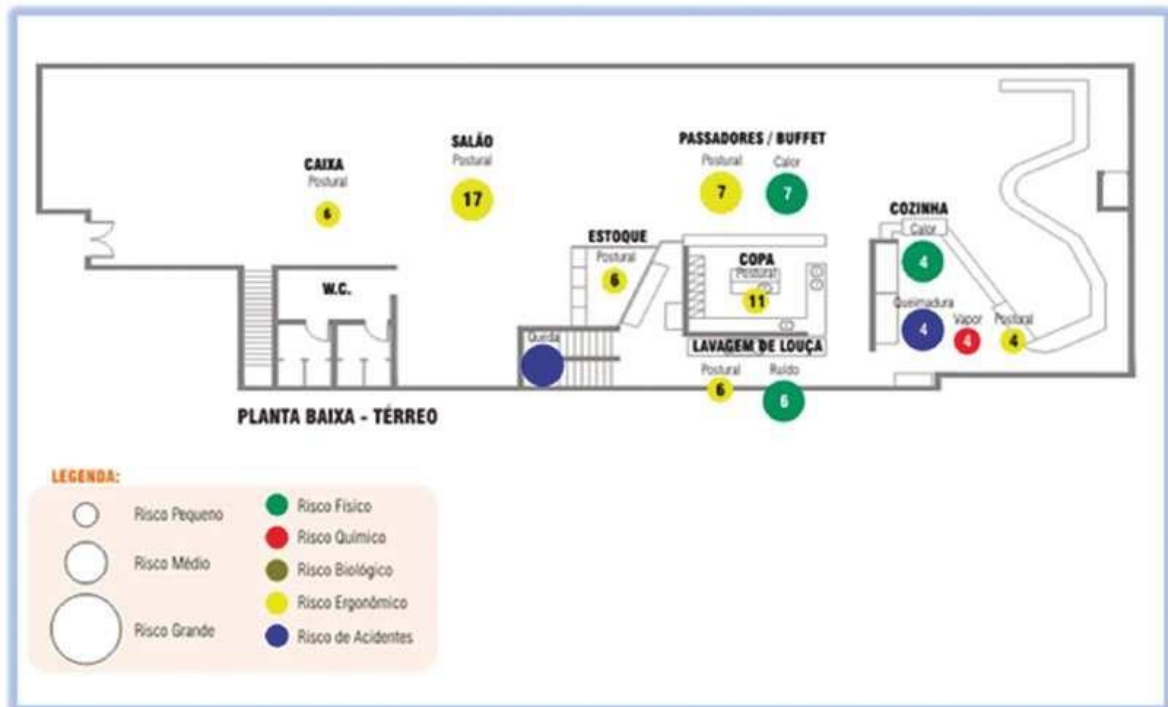 SALÃO
Postural
17
PASSADORES / BUFFET
Postural
Calor
7
7
CAIXA
Postural
6
COZINHA
Calor
4
Queimadura
4
Vapor
4
Postural
4
ESTOQUE
Postural
6
COPA
Postural
11
W.C.
Queda
LAVAGEM DE LOUÇA
Postural
Ruído
6
6
PLANTA BAIXA - TÉRREO
LEGENDA:
Risco Pequeno
Risco Médio
Risco Grande
Risco Físico
Risco Químico
Risco Biológico
Risco Ergonômico
Risco de Acidentes